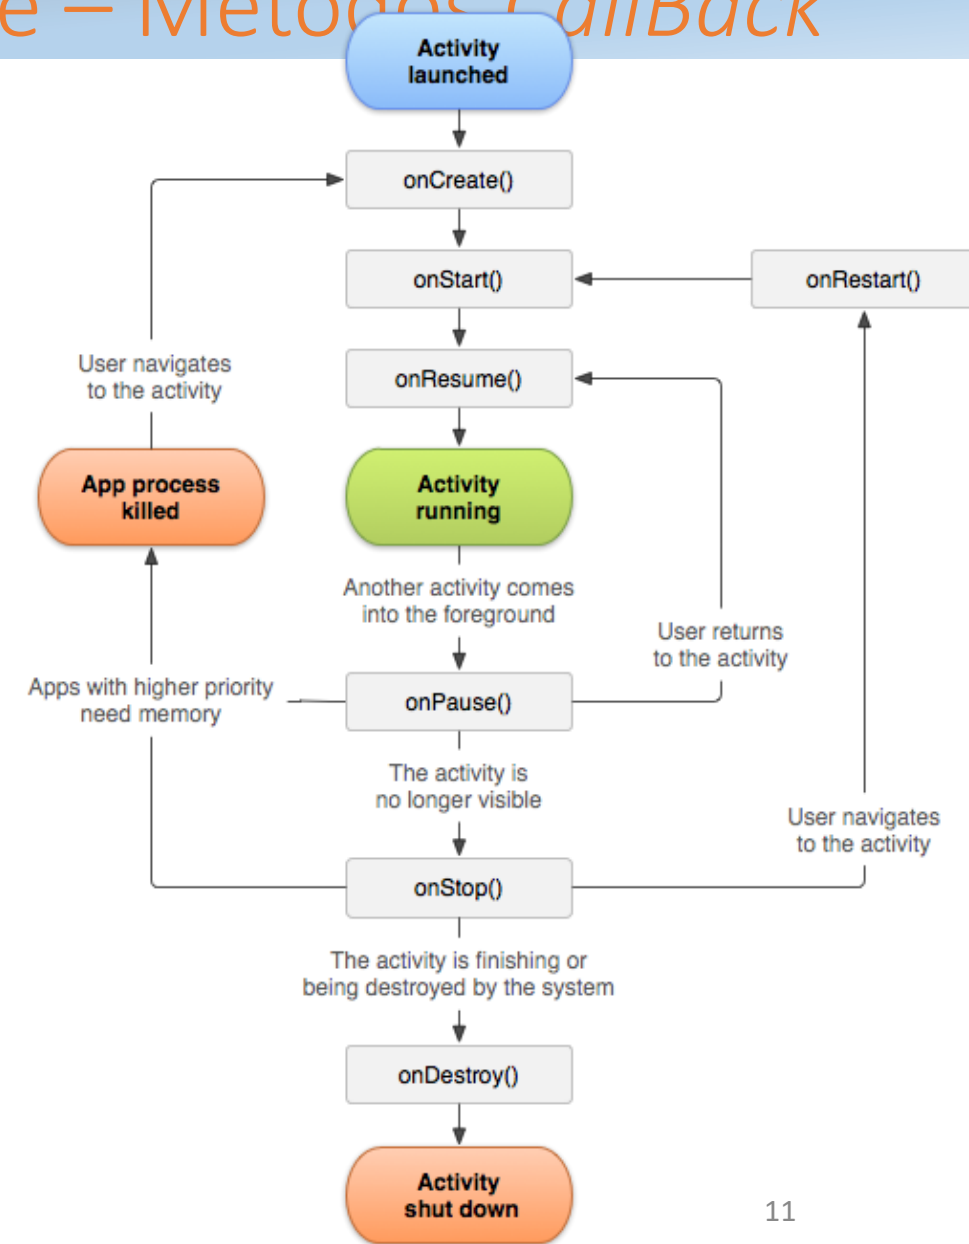 e – Métodos CallBack
Activity
launched
onCreate()
onStart()
onRestart()
User navigates
to the activity
onResume()
App process
killed
Activity
running
Another activity comes
into the foreground
User returns
to the activity
Apps with higher priority
need memory
onPause()
The activity is
no longer visible
User navigates
to the activity
onStop()
The activity is finishing or
being destroyed by the system
onDestroy()
Activity
shut down
11